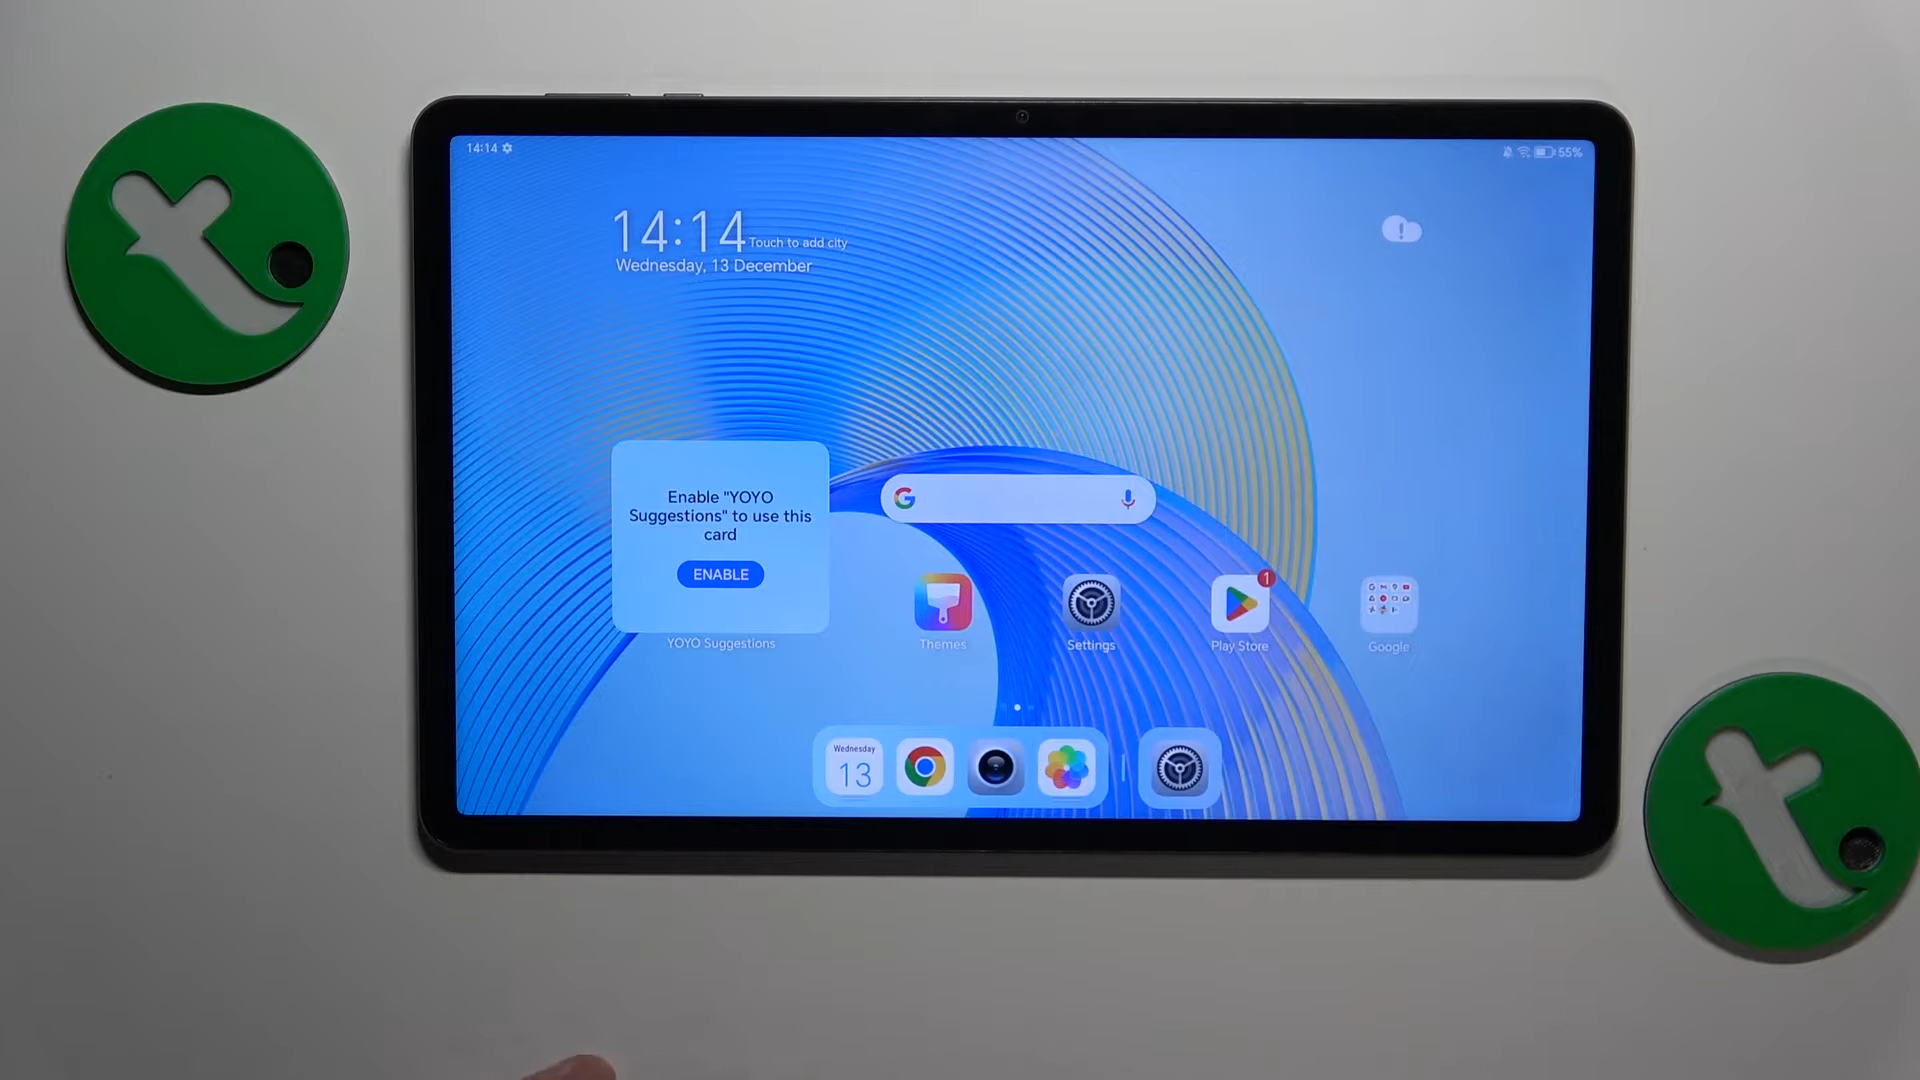 14:14
55%
14:14 Touch to add city
Wednesday, 13 December
Enable "YOYO
Suggestions" to use this
card
ENABLE
YOYO Suggestions
Themes
Settings
1
Play Store
Google
Wednesday
13